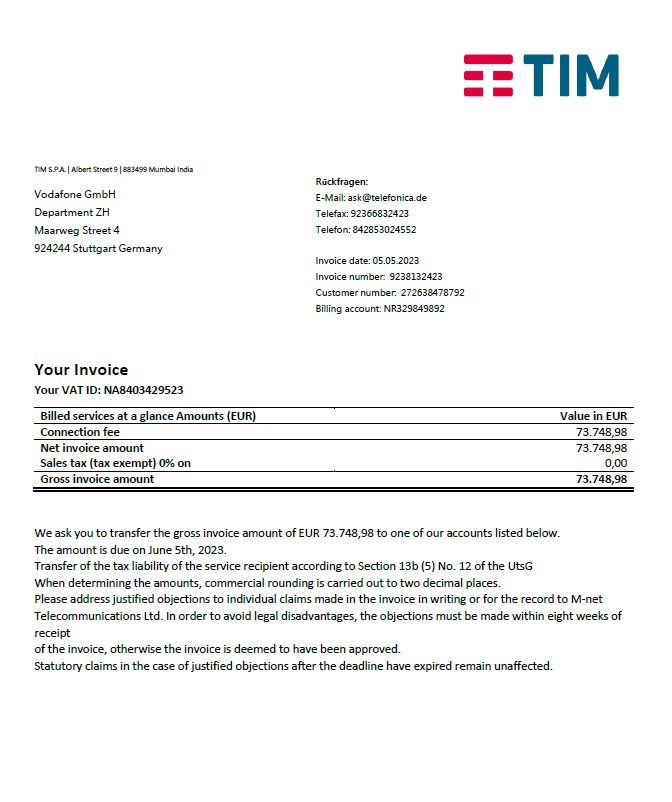 TIM
TIM S.P.A. | Albert Street 9 | 883499 Mumbai India
Vodafone GmbH
Department ZH
Maarweg Street 4
924244 Stuttgart Germany
Rückfragen:
E-Mail: ask@telefonica.de
Telefax: 92366832423
Telefon: 842853024552
Invoice date: 05.05.2023
Invoice number: 9238132423
Customer number: 272638478792
Billing account: NR329849892
Your Invoice
Your VAT ID: NA8403429523
Billed services at a glance Amounts (EUR) Value in EUR
Connection fee 73.748,98
Net invoice amount 73.748,98
Sales tax (tax exempt) 0% on 0,00
Gross invoice amount 73.748,98
We ask you to transfer the gross invoice amount of EUR 73.748,98 to one of our accounts listed below.
The amount is due on June 5th, 2023.
Transfer of the tax liability of the service recipient according to Section 13b (5) No. 12 of the UtsG
When determining the amounts, commercial rounding is carried out to two decimal places.
Please address justified objections to individual claims made in the invoice in writing or for the record to M-net
Telecommunications Ltd. In order to avoid legal disadvantages, the objections must be made within eight weeks of
receipt
of the invoice, otherwise the invoice is deemed to have been approved.
Statutory claims in the case of justified objections after the deadline have expired remain unaffected.